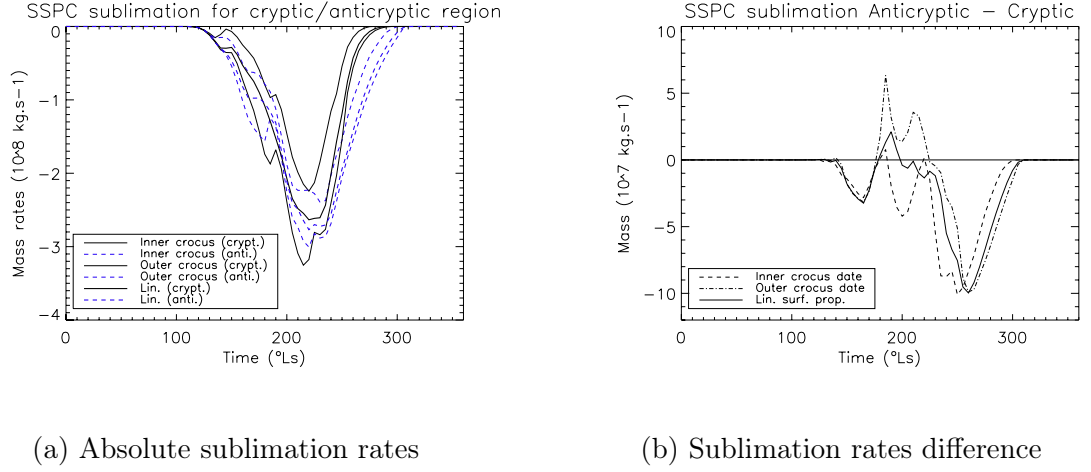 SSPC sublimation for cryptic/anticryptic region
0
-1
-2
-3
-4
Mass rates (10^8 kg.s-1)
Inner crocus (crypt.)
Inner crocus (anti.)
Outer crocus (crypt.)
Outer crocus (anti.)
Lin. (crypt.)
Lin. (anti.)
0 100 200 300
Time (°Ls)
(a) Absolute sublimation rates
SSPC sublimation Anticryptic - Cryptic
10
5
0
-5
-10
Mass (10^7 kg.s-1)
Inner crocus date
Outer crocus date
Lin. surf. prop.
0 100 200 300
Time (°Ls)
(b) Sublimation rates difference